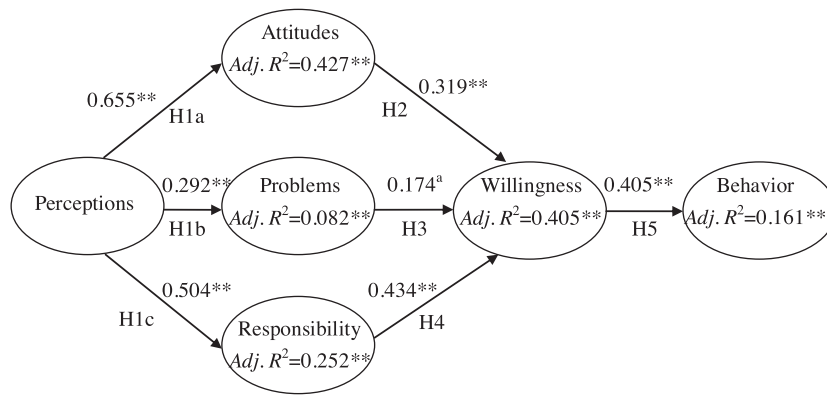 Attitudes
Adj. R²=0.427**
0.655**
H1a
0.319**
H2
Perceptions
0.292**
H1b
Problems
Adj. R²=0.082**
0.174ᵃ
H3
Willingness
Adj. R²=0.405**
0.405**
H5
Behavior
Adj. R²=0.161**
0.504**
H1c
0.434**
H4
Responsibility
Adj. R²=0.252**